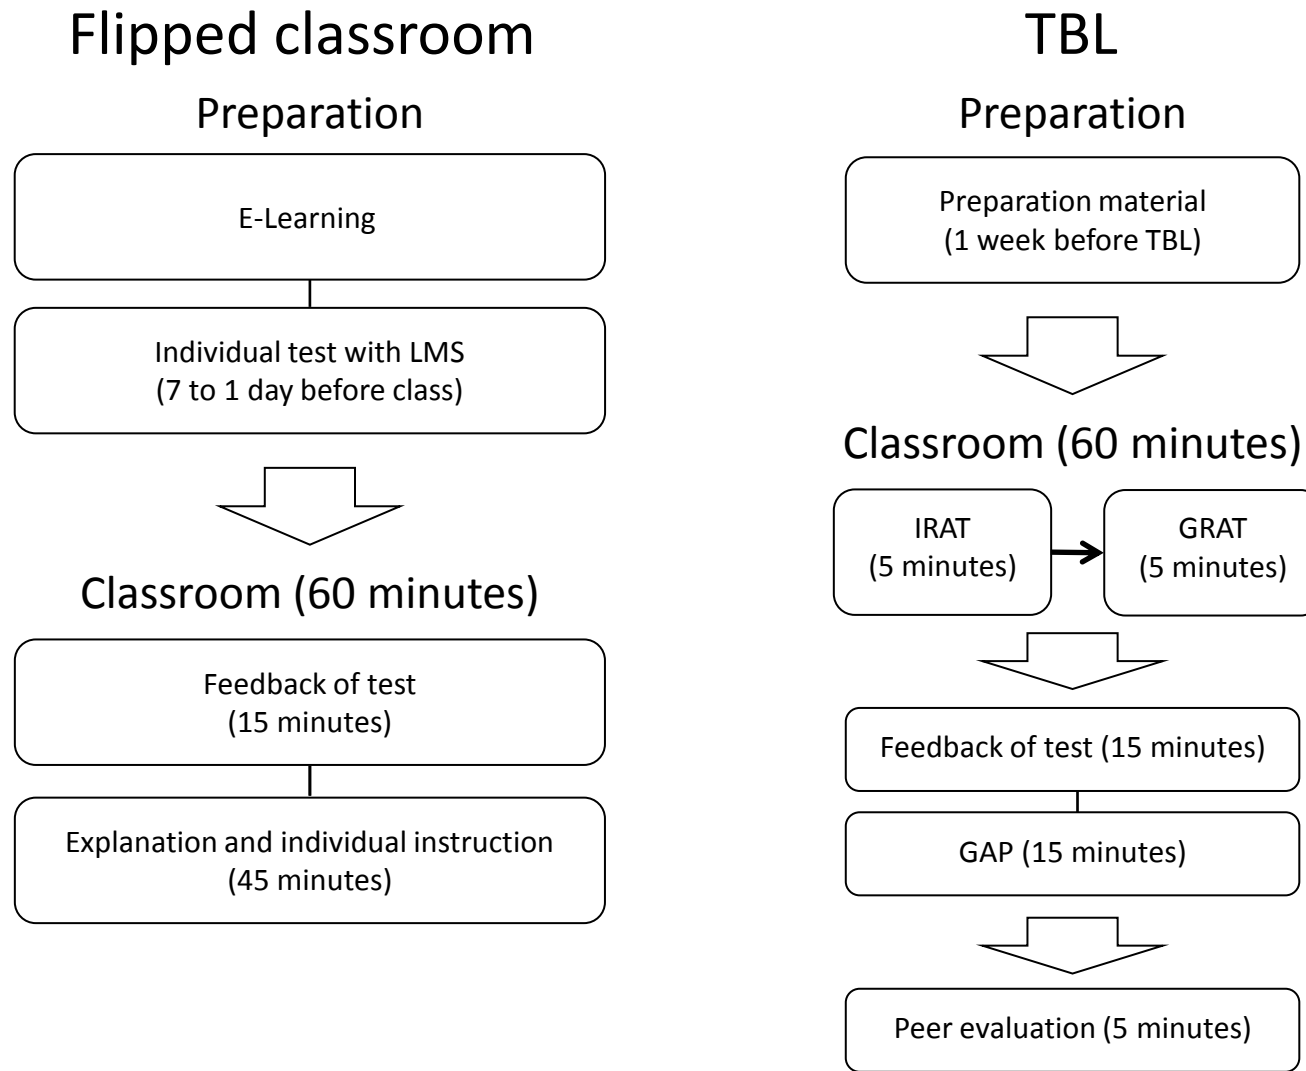 Flipped classroom
Preparation
E-Learning
Individual test with LMS
(7 to 1 day before class)
Classroom (60 minutes)
Feedback of test
(15 minutes)
Explanation and individual instruction
(45 minutes)
TBL
Preparation
Preparation material
(1 week before TBL)
Classroom (60 minutes)
IRAT
(5 minutes)
GRAT
(5 minutes)
Feedback of test (15 minutes)
GAP (15 minutes)
Peer evaluation (5 minutes)